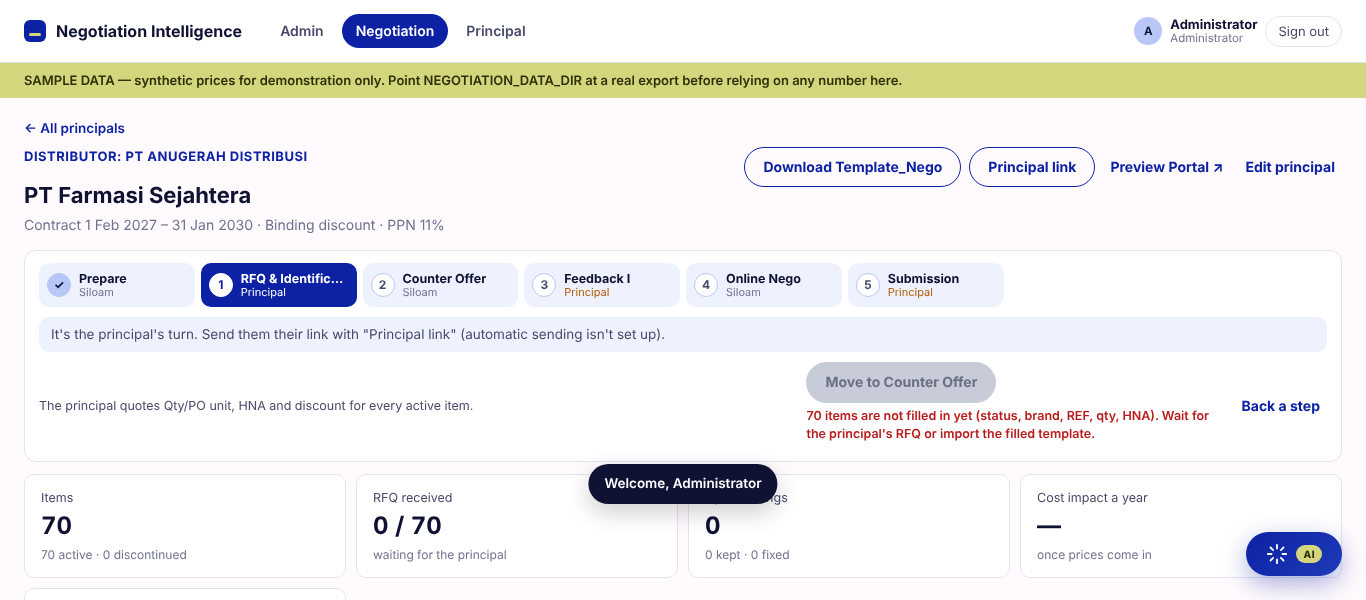 Negotiation Intelligence
Admin
Negotiation
Principal
A
Administrator
Administrator
Sign out
SAMPLE DATA — synthetic prices for demonstration only. Point NEGOTIATION_DATA_DIR at a real export before relying on any number here.
← All principals
DISTRIBUTOR: PT ANUGERAH DISTRIBUSI
PT Farmasi Sejahtera
Contract 1 Feb 2027 – 31 Jan 2030 · Binding discount · PPN 11%
Download Template_Nego
Principal link
Preview Portal ↗
Edit principal
✓ Prepare
Siloam
1 RFQ & Identific...
Principal
2 Counter Offer
Siloam
3 Feedback I
Principal
4 Online Nego
Siloam
5 Submission
Principal
It's the principal's turn. Send them their link with "Principal link" (automatic sending isn't set up).
The principal quotes Qty/PO unit, HNA and discount for every active item.
Move to Counter Offer
70 items are not filled in yet (status, brand, REF, qty, HNA). Wait for
the principal's RFQ or import the filled template.
Back a step
Welcome, Administrator
Items
70
70 active · 0 discontinued
RFQ received
0 / 70
waiting for the principal
0
0 kept · 0 fixed
Cost impact a year
—
once prices come in
AI